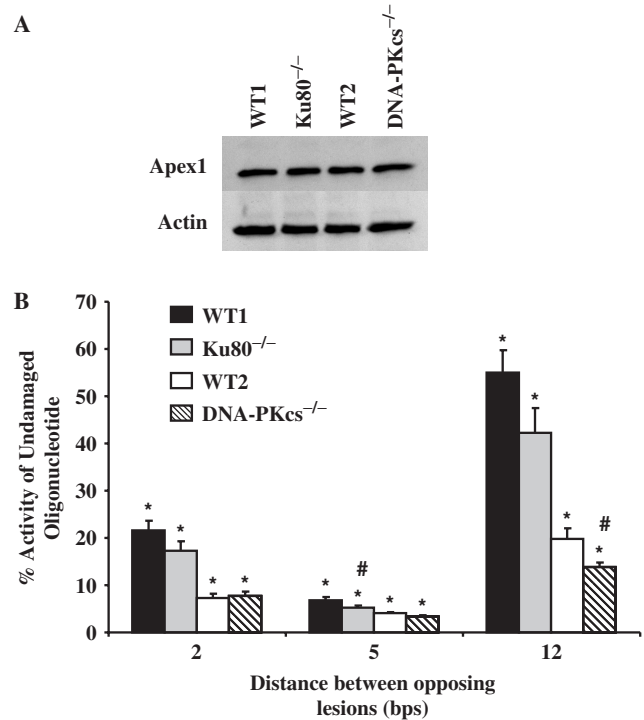 A
WT1
Ku80−/−
WT2
DNA-PKcs−/−
Apex1
Actin
B
% Activity of Undamaged
Oligonucleotide
70
60
50
40
30
20
10
0
WT1
Ku80−/−
WT2
DNA-PKcs−/−
* * * *
* * # * *
* * * * #
2 5 12
Distance between opposing
lesions (bps)